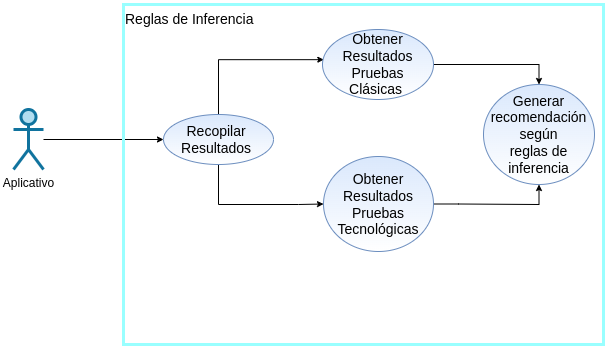 Reglas de Inferencia
Obtener
Resultados
Pruebas
Clásicas
Generar
recomendación
según
reglas de
inferencia
Recopilar
Resultados
Aplicativo
Obtener
Resultados
Pruebas
Tecnológicas